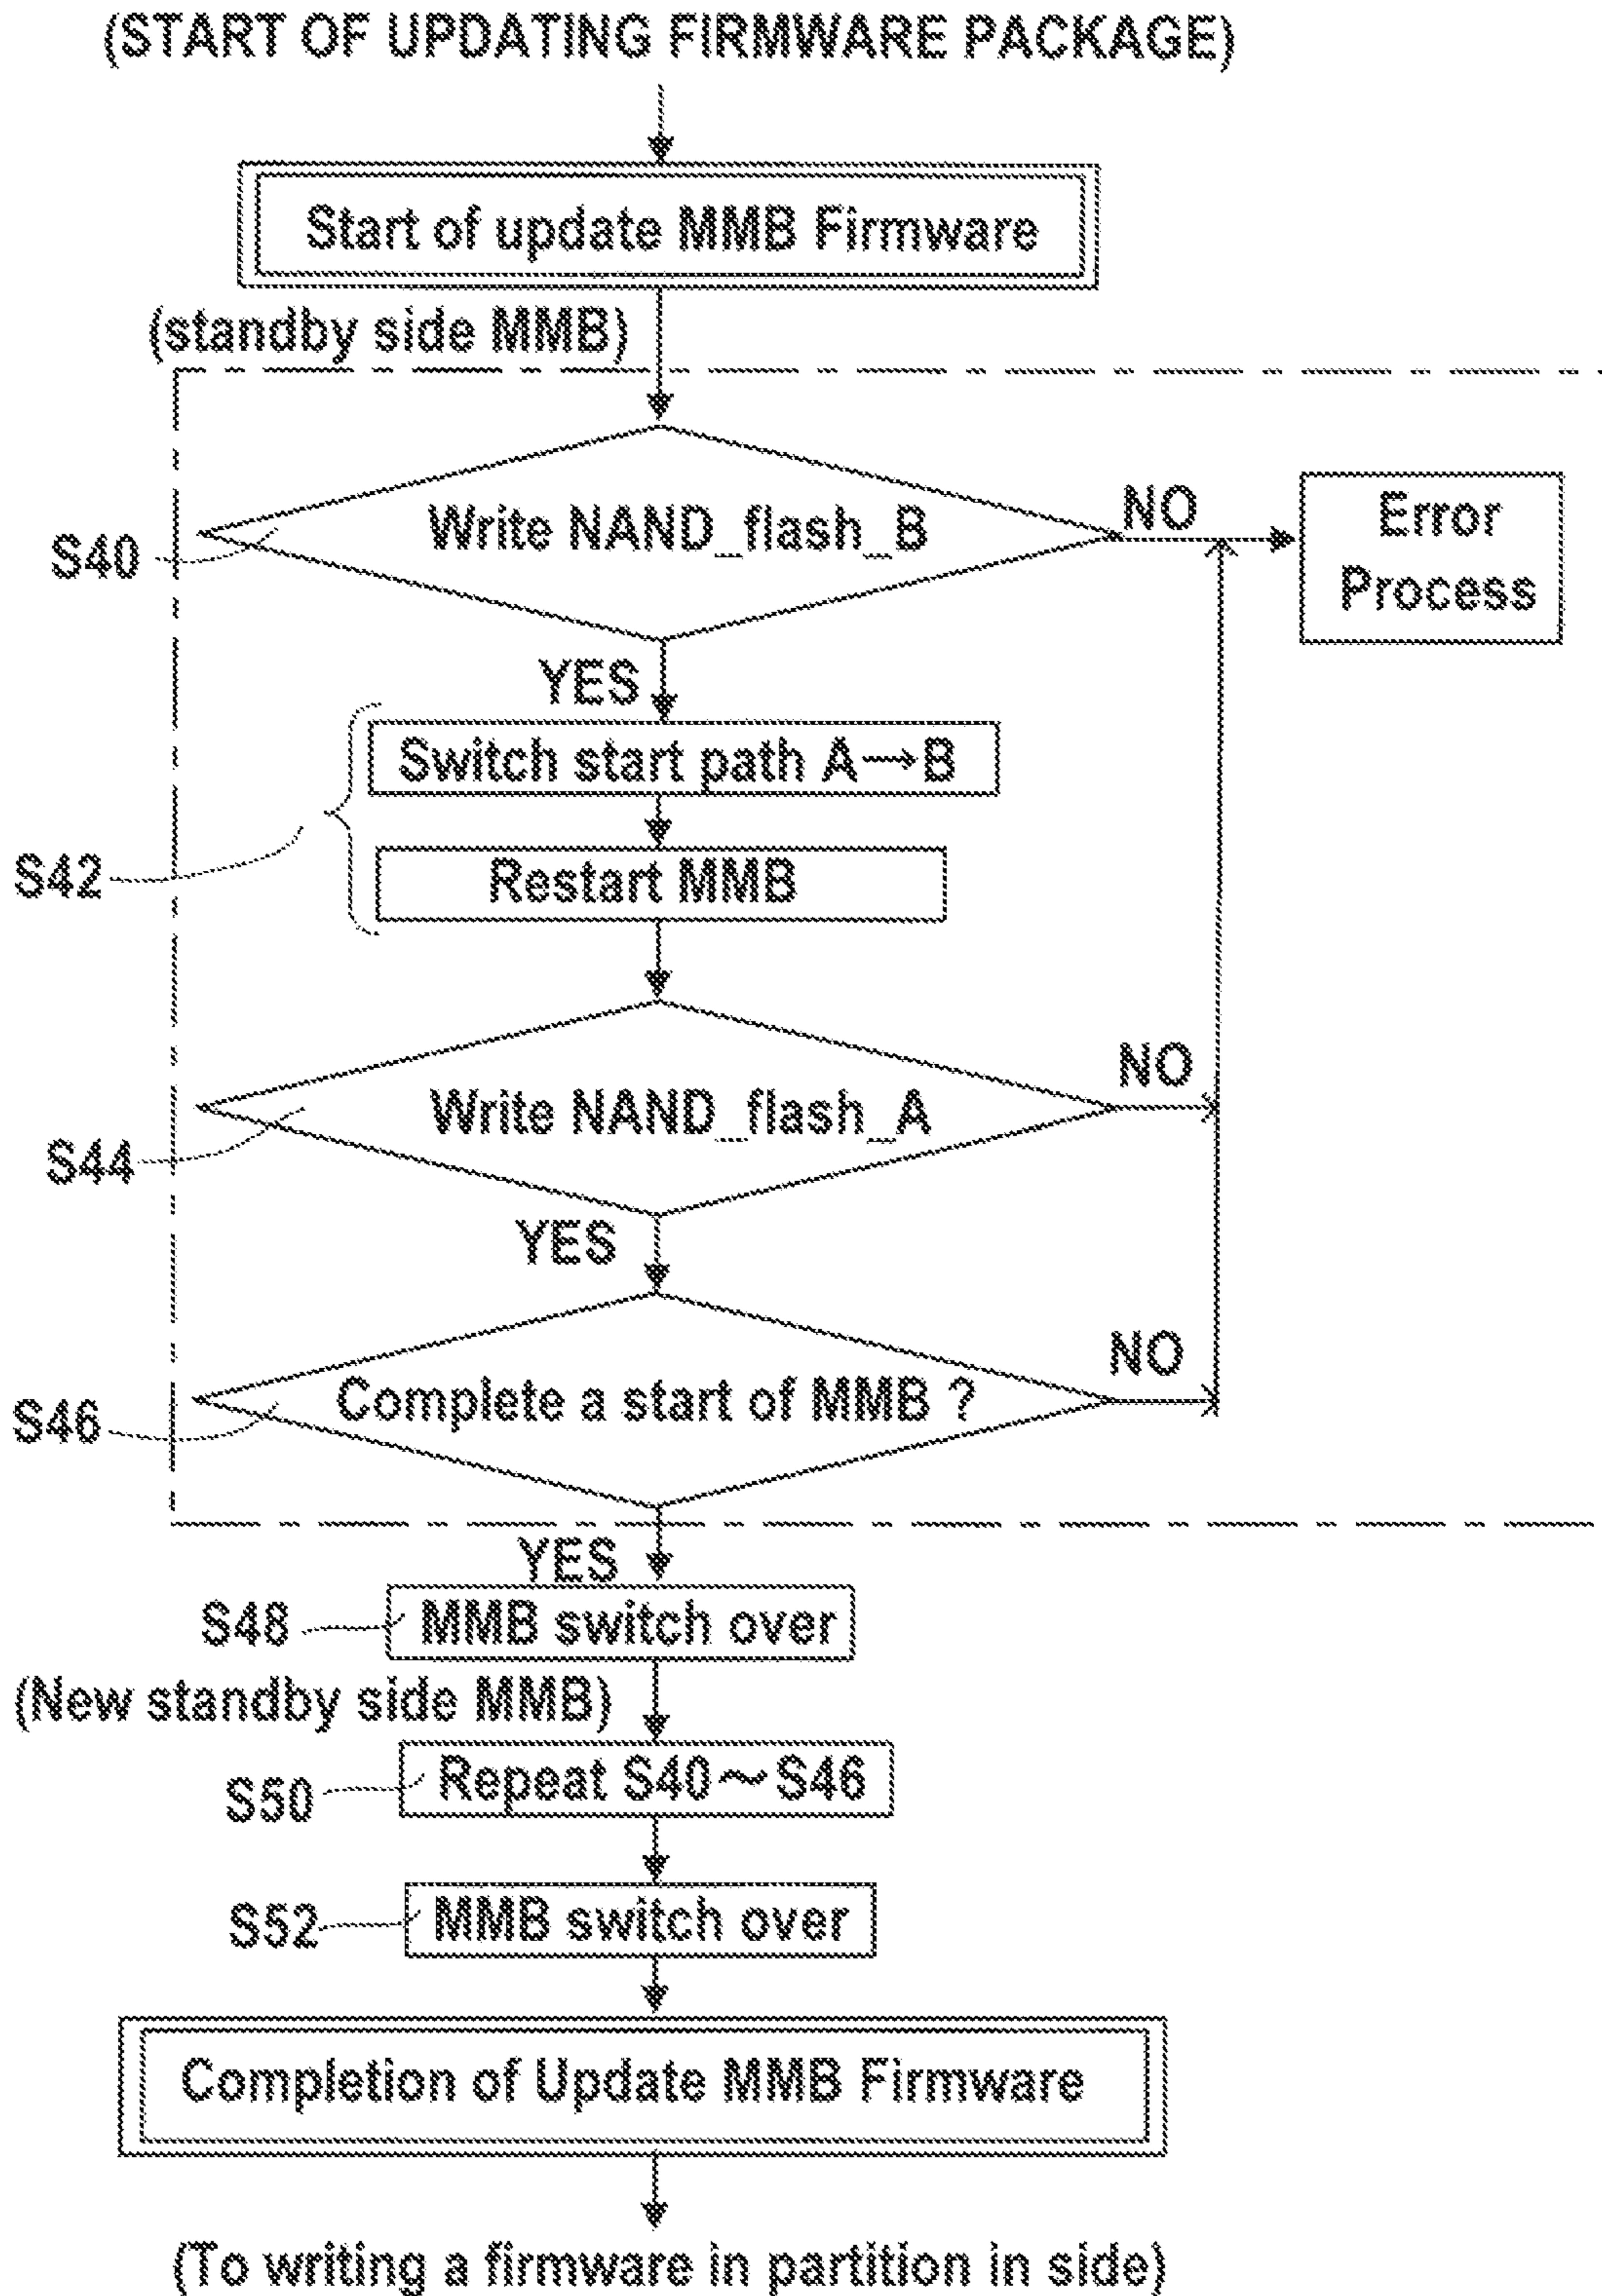 (START OF UPDATING FIRMWARE PACKAGE)
Start of update MMB Firmware
(standby side MMB)
S40
Write NAND_flash_B
NO
Error
Process
YES
Switch start path A→B
S42
Restart MMB
S44
Write NAND_flash_A
NO
YES
S46
Complete a start of MMB ?
NO
YES
S48
MMB switch over
(New standby side MMB)
S50
Repeat S40～S46
S52
MMB switch over
Completion of Update MMB Firmware
(To writing a firmware in partition in side)